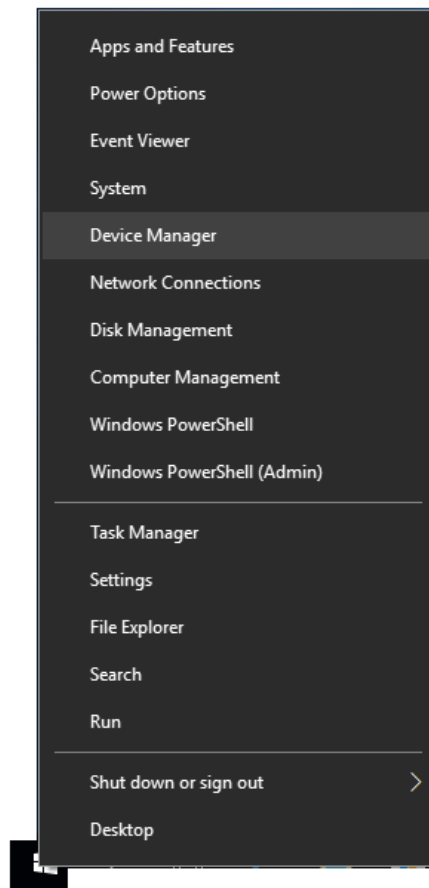 Apps and Features
Power Options
Event Viewer
System
Device Manager
Network Connections
Disk Management
Computer Management
Windows PowerShell
Windows PowerShell (Admin)
Task Manager
Settings
File Explorer
Search
Run
Shut down or sign out
Desktop